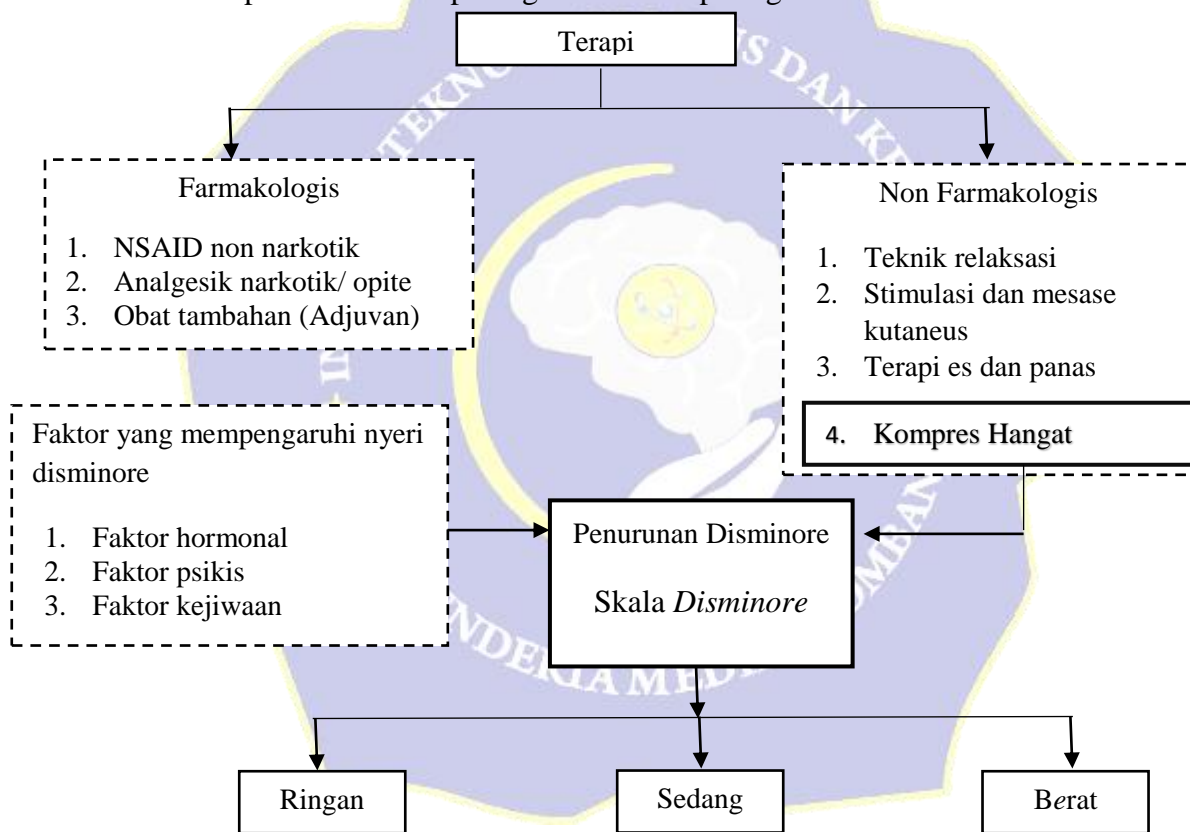 Terapi
Farmakologis
1. NSAID non narkotik
2. Analgesik narkotik/ opite
3. Obat tambahan (Adjuvan)
Non Farmakologis
1. Teknik relaksasi
2. Stimulasi dan mesase
kutaneus
3. Terapi es dan panas
4. Kompres Hangat
Faktor yang mempengaruhi nyeri
disminore
1. Faktor hormonal
2. Faktor psikis
3. Faktor kejiwaan
Penurunan Disminore
Skala Disminore
Ringan
Sedang
Berat